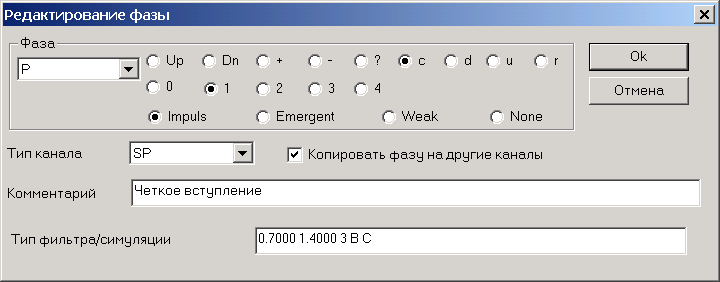 Редактирование фазы
Фаза
P Up Dn + - ? c d u r Ok
0 1 2 3 4 Отмена
Impuls Emergent Weak None
Тип канала SP Копировать фазу на другие каналы
Комментарий Четкое вступление
Тип фильтра/симуляции 0.7000 1.4000 3 B C